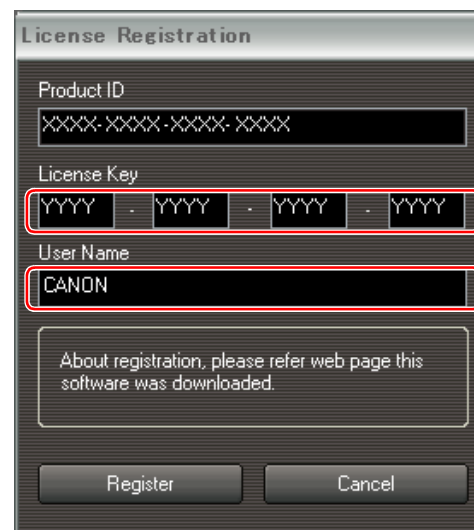 License Registration
Product ID
XXXX-XXXX-XXXX-XXXX
License Key
YYYY - YYYY - YYYY - YYYY
User Name
CANON
About registration, please refer web page this
software was downloaded.
Register Cancel